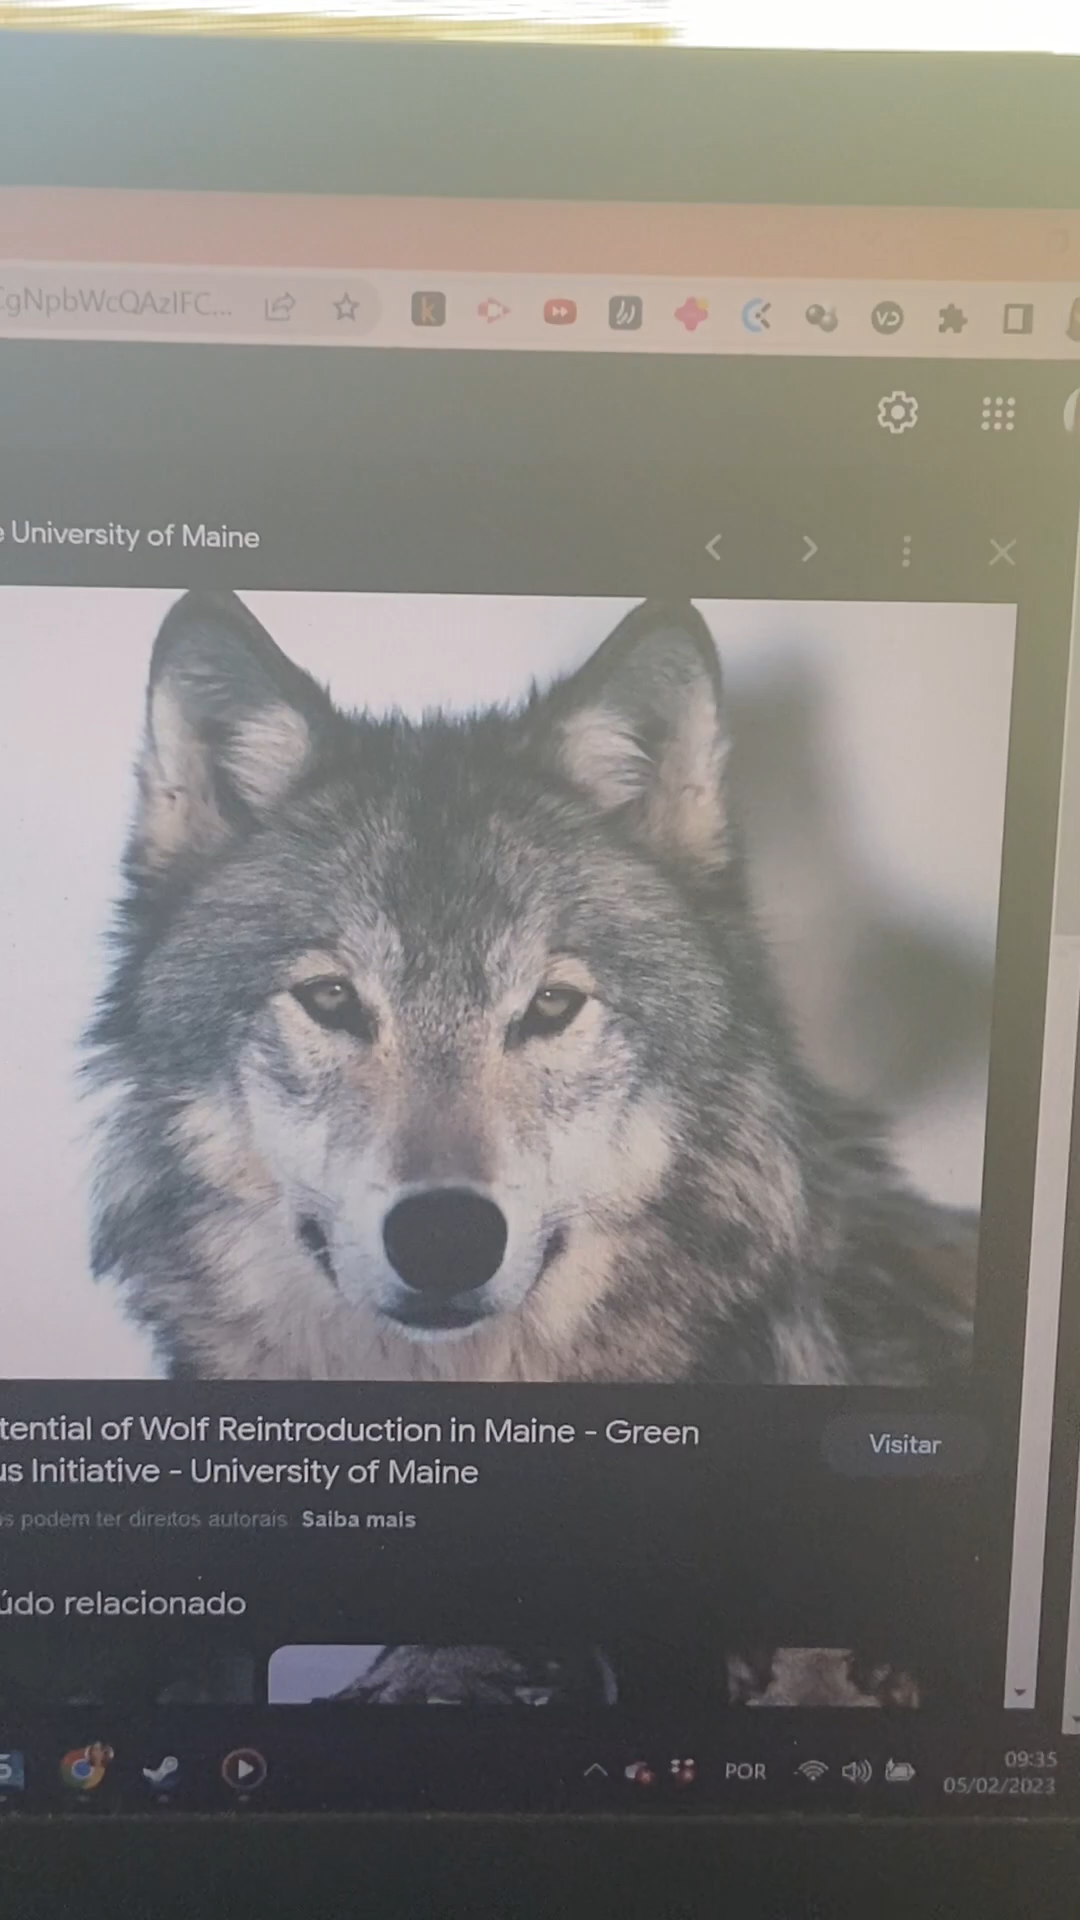 CgNpbWcQAzIFC...
University of Maine
tential of Wolf Reintroduction in Maine - Green
us Initiative - University of Maine
Visitar
s podem ter direitos autorais Saiba mais
údo relacionado
POR
09:35
05/02/2023